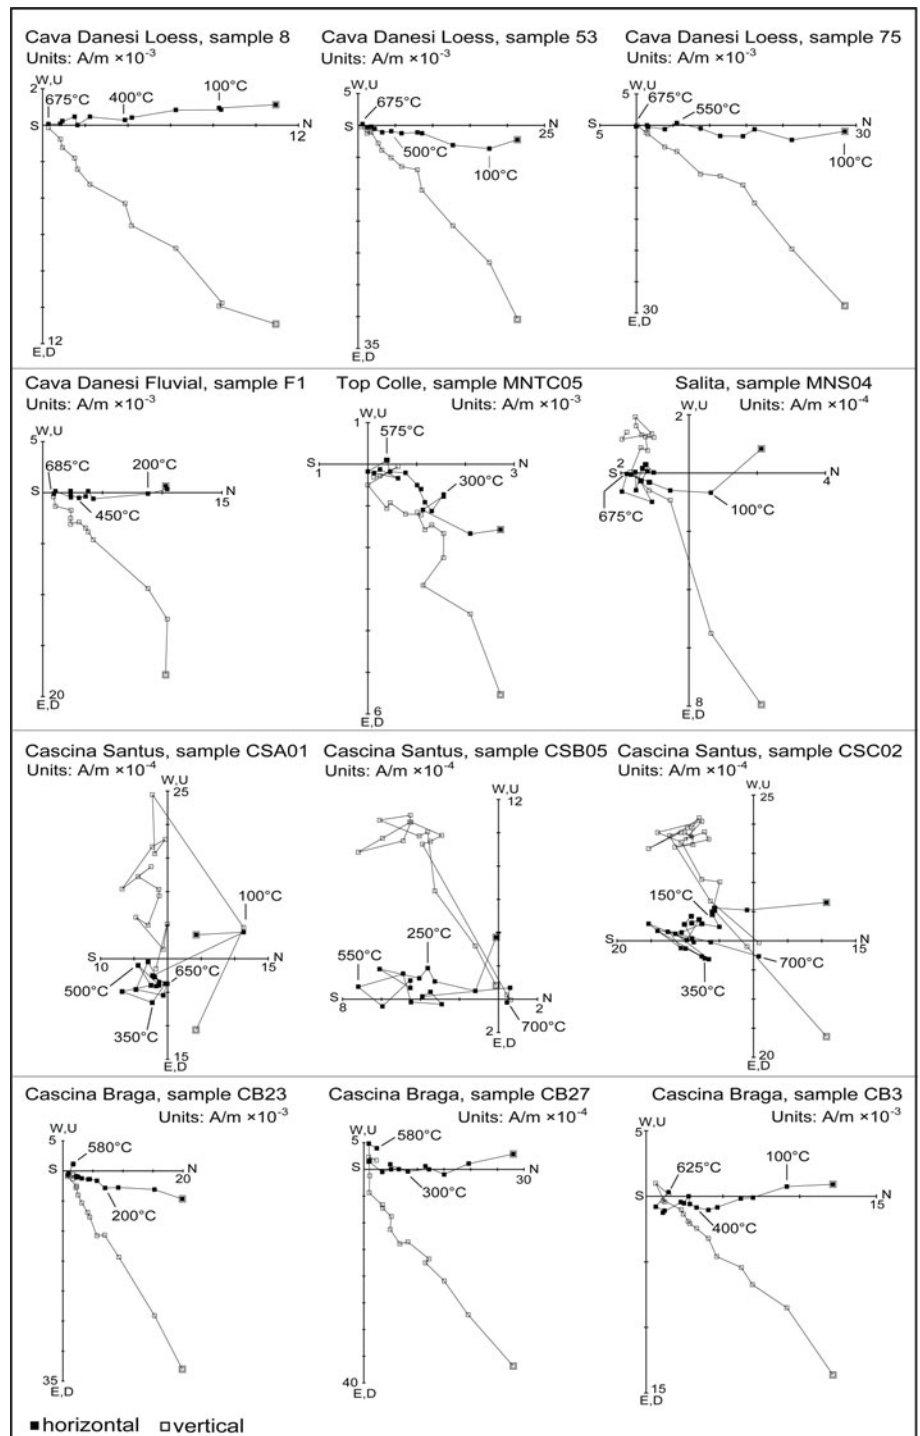 Cava Danesi Loess, sample 8
Units: A/m ×10-3
2
W,U
675°C
400°C
100°C
S
N
12
12
E,D
Cava Danesi Loess, sample 53
Units: A/m ×10-3
5
W,U
675°C
S
N
25
500°C
100°C
35
E,D
Cava Danesi Loess, sample 75
Units: A/m ×10-3
W,U
5
675°C
550°C
S
N
5
30
100°C
30
E,D
Cava Danesi Fluvial, sample F1
Units: A/m ×10-3
5
W,U
685°C
200°C
S
N
15
450°C
20
E,D
Top Colle, sample MNTC05
Units: A/m ×10-3
1
W,U
575°C
S
N
1
3
300°C
6
E,D
Salita, sample MNS04
Units: A/m ×10-4
2
W,U
2
S
N
4
675°C
100°C
8
E,D
Cascina Santus, sample CSA01
Units: A/m ×10-4
W,U
25
100°C
S
N
10
15
500°C
650°C
350°C
15
E,D
Cascina Santus, sample CSB05
Units: A/m ×10-4
W,U
12
550°C
250°C
S
N
8
2
700°C
2
E,D
Cascina Santus, sample CSC02
Units: A/m ×10-4
W,U
25
150°C
S
N
20
15
700°C
350°C
20
E,D
Cascina Braga, sample CB23
Units: A/m ×10-3
W,U
5
580°C
S
N
20
200°C
35
E,D
Cascina Braga, sample CB27
Units: A/m ×10-4
W,U
5
580°C
S
N
30
300°C
40
E,D
Cascina Braga, sample CB3
Units: A/m ×10-3
W,U
5
625°C
100°C
S
N
15
400°C
15
E,D
■ horizontal □ vertical